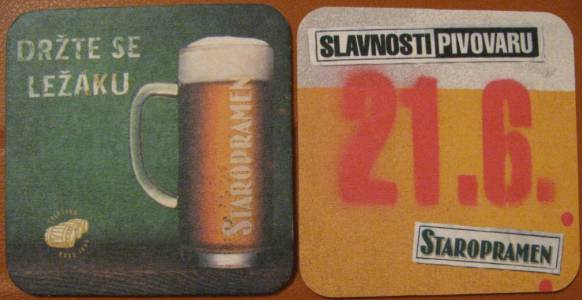 DRŽTE SE
LEŽÁKU
STAROPRAMEN
SLAVNOSTI PIVOVARU
21.6.
STAROPRAMEN